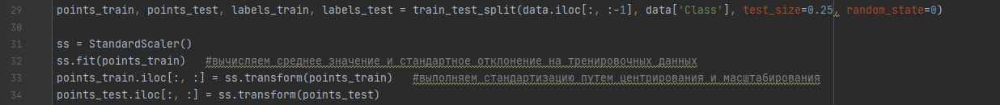 29 points_train, points_test, labels_train, labels_test = train_test_split(data.iloc[:, :-1], data['Class'], test_size=0.25, random_state=0)
30
31 ss = StandardScaler()
32 ss.fit(points_train) #вычисляем среднее значение и стандартное отклонение на тренировочных данных
33 points_train.iloc[:, :] = ss.transform(points_train) #выполняем стандартизацию путем центрирования и масштабирования
34 points_test.iloc[:, :] = ss.transform(points_test)